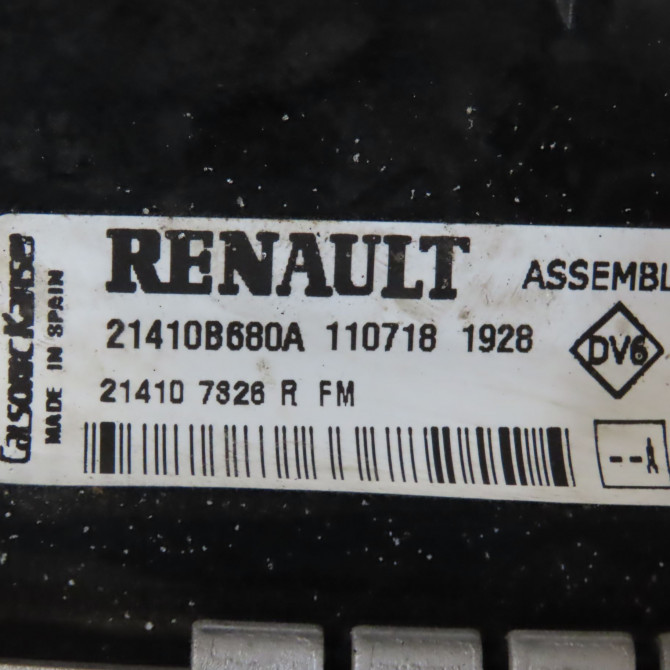 Calsonic Kansei
MADE IN SPAIN
RENAULT ASSEMBL
21410B680A 110718 1928
DV6
21410 7326 R FM